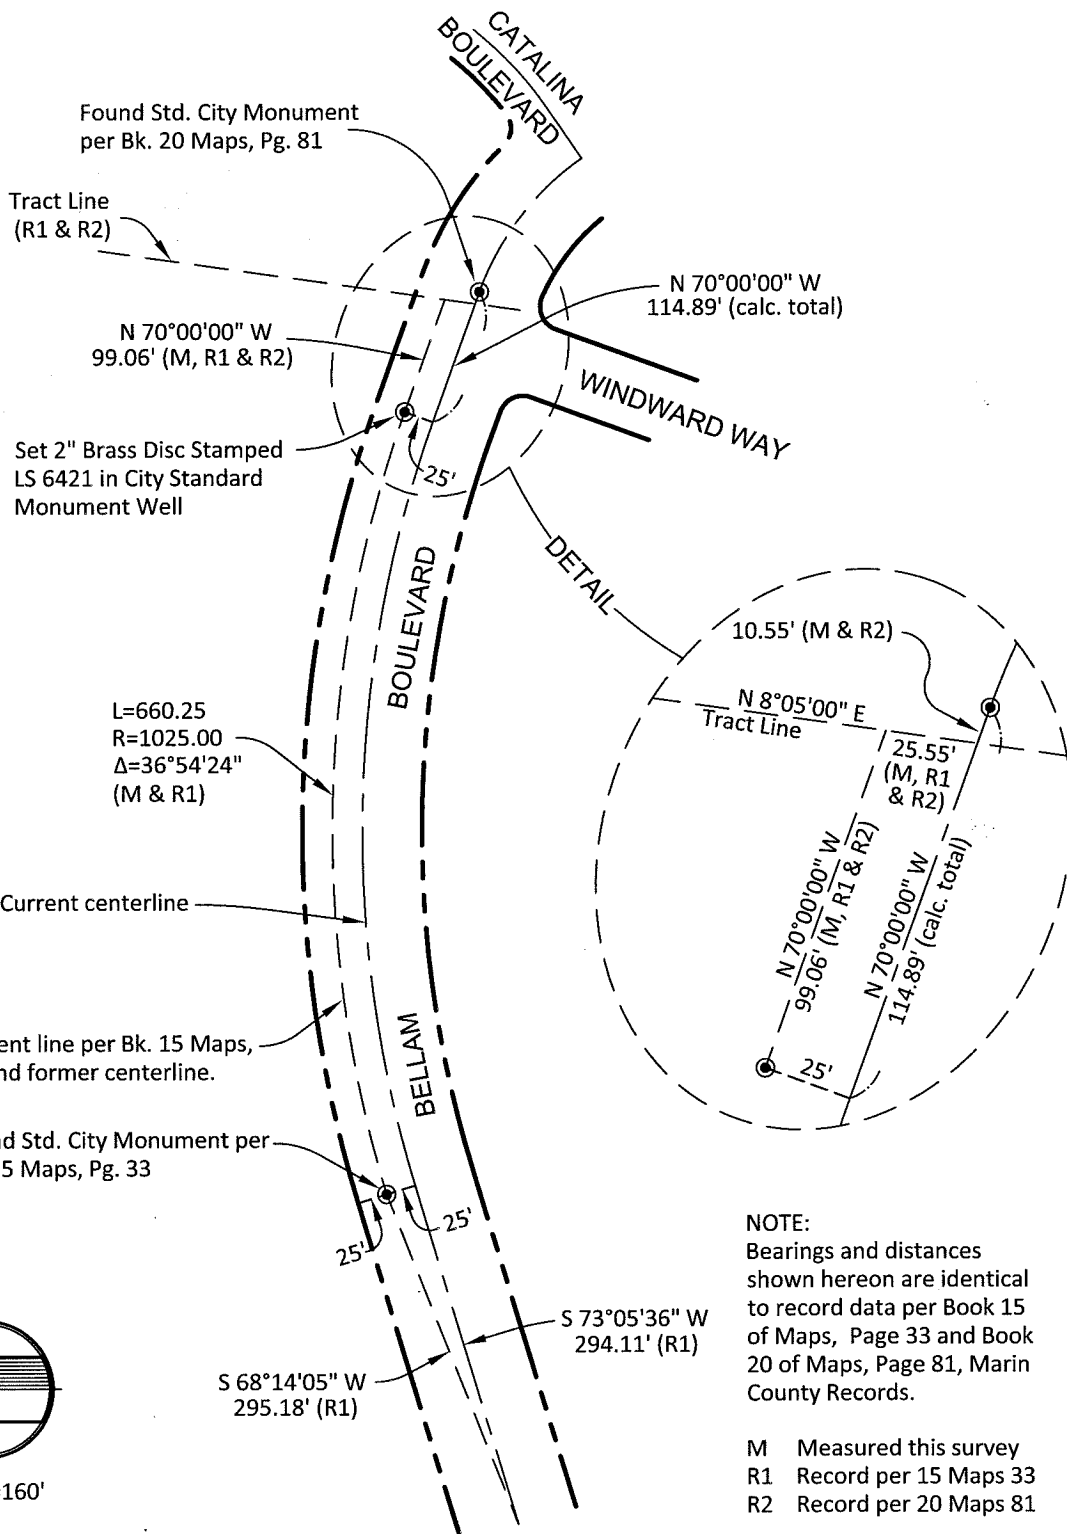 CATALINA
BOULEVARD
Found Std. City Monument
per Bk. 20 Maps, Pg. 81
Tract Line
(R1 & R2)
N 70°00'00" W
114.89' (calc. total)
N 70°00'00" W
99.06' (M, R1 & R2)
WINDWARD WAY
Set 2" Brass Disc Stamped
LS 6421 in City Standard
Monument Well
25'
DETAIL
BOULEVARD
10.55' (M & R2)
N 8°05'00" E
Tract Line
25.55'
(M, R1
& R2)
N 70°00'00" W
99.06' (M, R1 & R2)
N 70°00'00" W
114.89' (calc. total)
25'
L=660.25
R=1025.00
Δ=36°54'24"
(M & R1)
Current centerline
ent line per Bk. 15 Maps,
nd former centerline.
BELLAM
d Std. City Monument per
5 Maps, Pg. 33
25'
25'
S 73°05'36" W
294.11' (R1)
S 68°14'05" W
295.18' (R1)
160'
NOTE:
Bearings and distances
shown hereon are identical
to record data per Book 15
of Maps, Page 33 and Book
20 of Maps, Page 81, Marin
County Records.
M Measured this survey
R1 Record per 15 Maps 33
R2 Record per 20 Maps 81